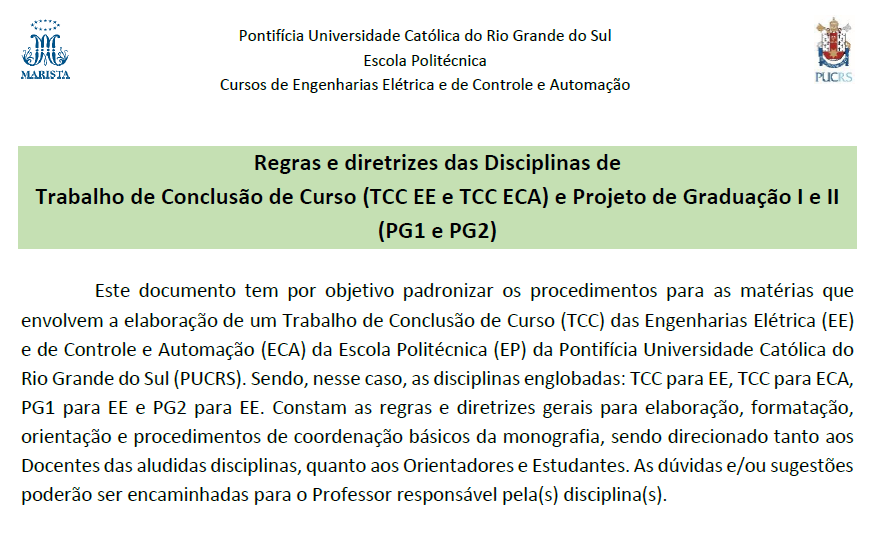 MARISTA
Pontifícia Universidade Católica do Rio Grande do Sul
Escola Politécnica
Cursos de Engenharias Elétrica e de Controle e Automação
PUCRS
Regras e diretrizes das Disciplinas de
Trabalho de Conclusão de Curso (TCC EE e TCC ECA) e Projeto de Graduação I e II
(PG1 e PG2)
Este documento tem por objetivo padronizar os procedimentos para as matérias que
envolvem a elaboração de um Trabalho de Conclusão de Curso (TCC) das Engenharias Elétrica (EE)
e de Controle e Automação (ECA) da Escola Politécnica (EP) da Pontifícia Universidade Católica do
Rio Grande do Sul (PUCRS). Sendo, nesse caso, as disciplinas englobadas: TCC para EE, TCC para ECA,
PG1 para EE e PG2 para EE. Constam as regras e diretrizes gerais para elaboração, formatação,
orientação e procedimentos de coordenação básicos da monografia, sendo direcionado tanto aos
Docentes das aludidas disciplinas, quanto aos Orientadores e Estudantes. As dúvidas e/ou sugestões
poderão ser encaminhadas para o Professor responsável pela(s) disciplina(s).